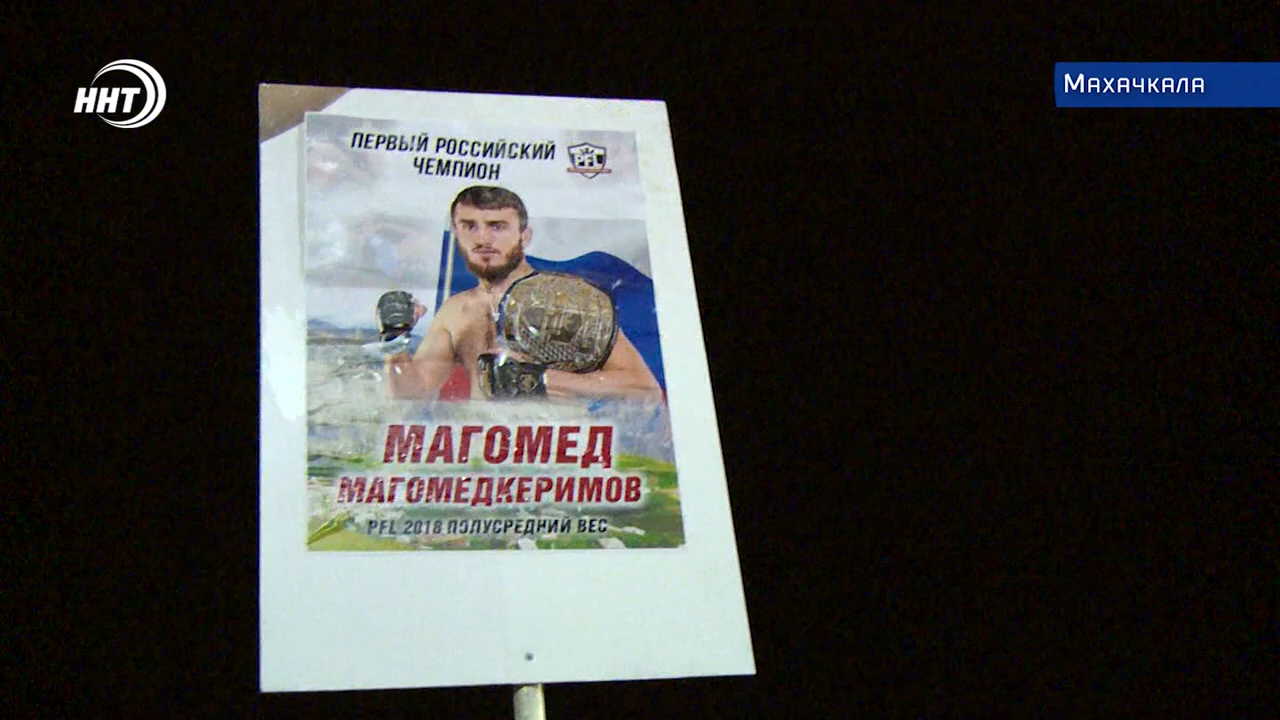 ННТ
Махачкала
ПЕРВЫЙ РОССИЙСКИЙ
ЧЕМПИОН
PFL
МАГОМЕД
МАГОМЕДКЕРИМОВ
PFL 2018 ПОЛУСРЕДНИЙ ВЕС